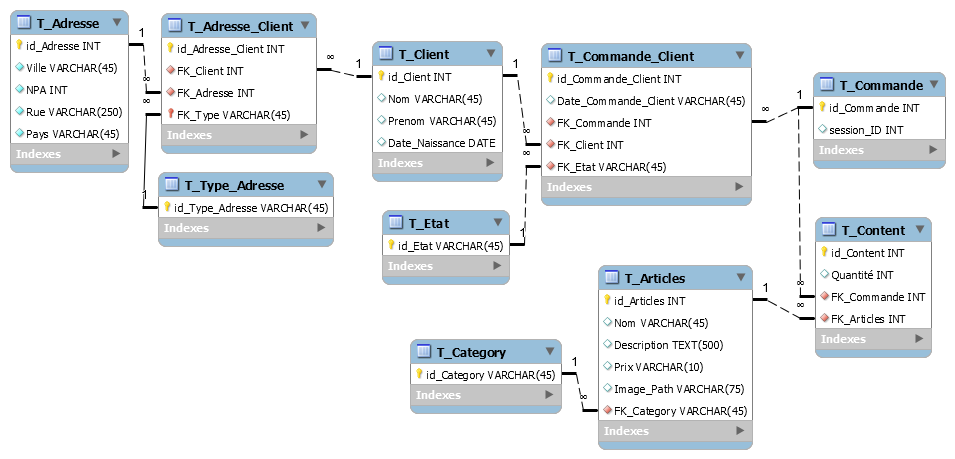 T_Adresse
id_Adresse INT
Ville VARCHAR(45)
NPA INT
Rue VARCHAR(250)
Pays VARCHAR(45)
Indexes
1
∞
∞
1
T_Adresse_Client
id_Adresse_Client INT
FK_Client INT
FK_Adresse INT
FK_Type VARCHAR(45)
Indexes
T_Type_Adresse
id_Type_Adresse VARCHAR(45)
Indexes
∞
1
T_Client
id_Client INT
Nom VARCHAR(45)
Prenom VARCHAR(45)
Date_Naissance DATE
Indexes
1
∞
∞
1
T_Etat
id_Etat VARCHAR(45)
Indexes
T_Commande_Client
id_Commande_Client INT
Date_Commande_Client VARCHAR(45)
FK_Commande INT
FK_Client INT
FK_Etat VARCHAR(45)
Indexes
∞
1
T_Commande
id_Commande INT
session_ID INT
Indexes
T_Content
id_Content INT
Quantité INT
FK_Commande INT
FK_Articles INT
Indexes
∞
∞
1
T_Articles
id_Articles INT
Nom VARCHAR(45)
Description TEXT(500)
Prix VARCHAR(10)
Image_Path VARCHAR(75)
FK_Category VARCHAR(45)
Indexes
T_Category
id_Category VARCHAR(45)
Indexes
1
∞